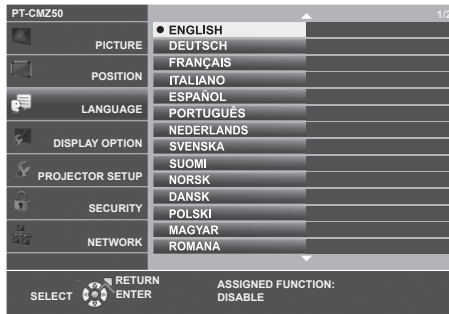 PT-CMZ50
1/2
PICTURE
POSITION
LANGUAGE
DISPLAY OPTION
PROJECTOR SETUP
SECURITY
NETWORK
ENGLISH
DEUTSCH
FRANÇAIS
ITALIANO
ESPAÑOL
PORTUGUÊS
NEDERLANDS
SVENSKA
SUOMI
NORSK
DANSK
POLSKI
MAGYAR
ROMANA
SELECT
RETURN
ENTER
ASSIGNED FUNCTION:
DISABLE